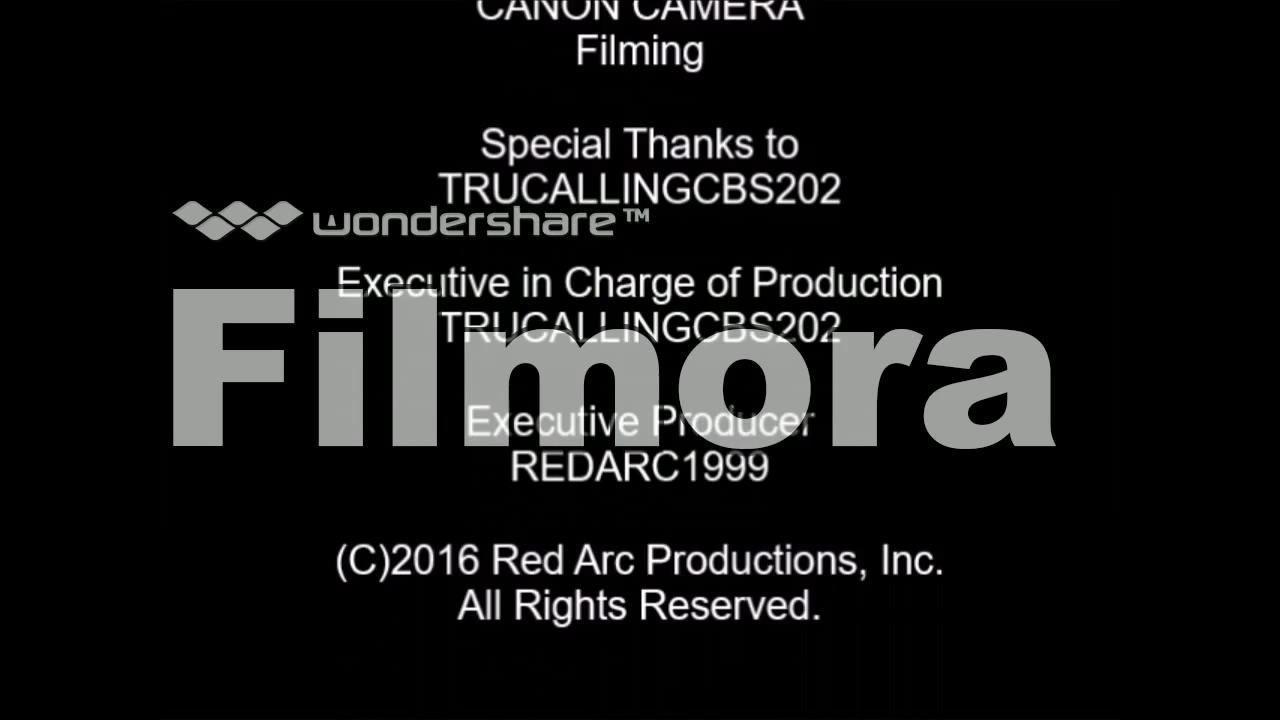 CANON CAMERA
Filming
Special Thanks to
TRUCALLINGCBS202
wondershare™
Executive in Charge of Production
TRUCALLINGCBS202
Filmora
Executive Producer
REDARC1999
(C)2016 Red Arc Productions, Inc.
All Rights Reserved.